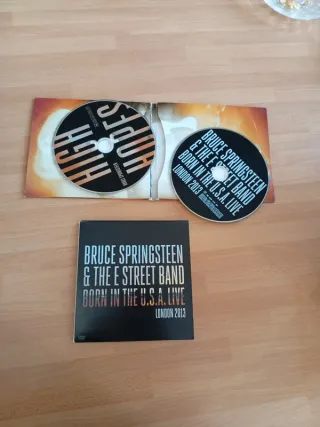 HIGH
HOPES
BRUCE SPRINGSTEEN
& THE E STREET BAND
BORN IN THE U.S.A. LIVE
LONDON 2013
BRUCE SPRINGSTEEN
& THE E STREET BAND
BORN IN THE U.S.A. LIVE
LONDON 2013